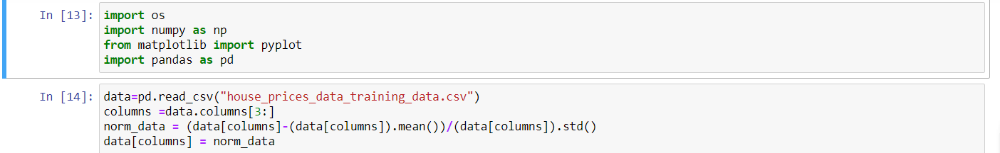 In [13]: import os
import numpy as np
from matplotlib import pyplot
import pandas as pd
In [14]: data=pd.read_csv("house_prices_data_training_data.csv")
columns =data.columns[3:]
norm_data = (data[columns]-(data[columns]).mean())/(data[columns]).std()
data[columns] = norm_data